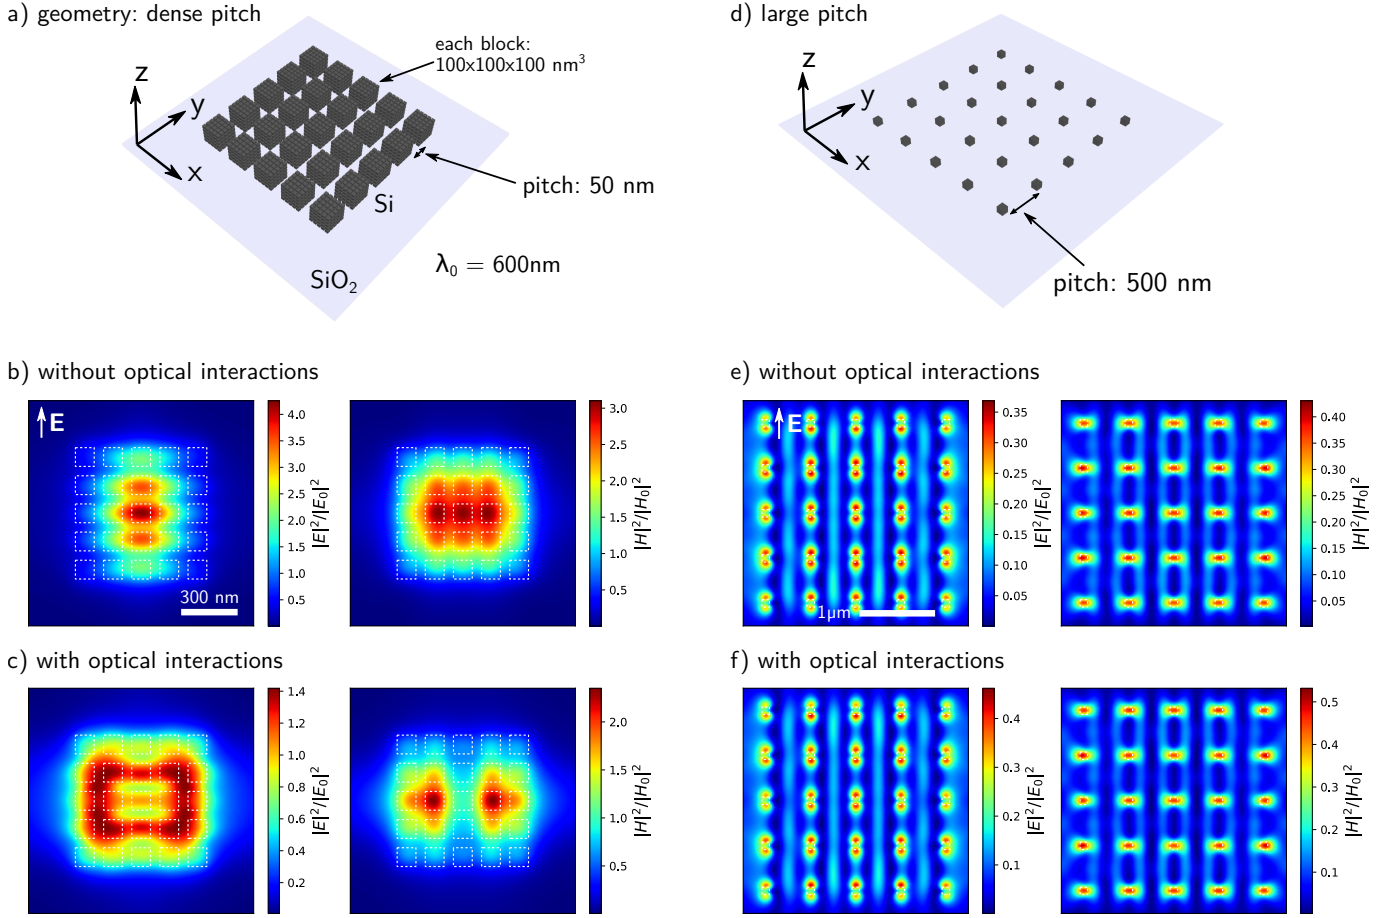 a) geometry: dense pitch
each block:
100x100x100 nm³
z
y
x
pitch: 50 nm
Si
λ₀ = 600nm
SiO₂
d) large pitch
z
y
x
pitch: 500 nm
b) without optical interactions
E
300 nm
4.0
3.5
3.0
2.5
2.0
1.5
1.0
0.5
|E|²/|E₀|²
3.0
2.5
2.0
1.5
1.0
0.5
|H|²/|H₀|²
e) without optical interactions
E
1µm
0.35
0.30
0.25
0.20
0.15
0.10
0.05
|E|²/|E₀|²
0.40
0.35
0.30
0.25
0.20
0.15
0.10
0.05
|H|²/|H₀|²
c) with optical interactions
1.4
1.2
1.0
0.8
0.6
0.4
0.2
|E|²/|E₀|²
2.0
1.5
1.0
0.5
|H|²/|H₀|²
f) with optical interactions
0.4
0.3
0.2
0.1
|E|²/|E₀|²
0.5
0.4
0.3
0.2
0.1
|H|²/|H₀|²